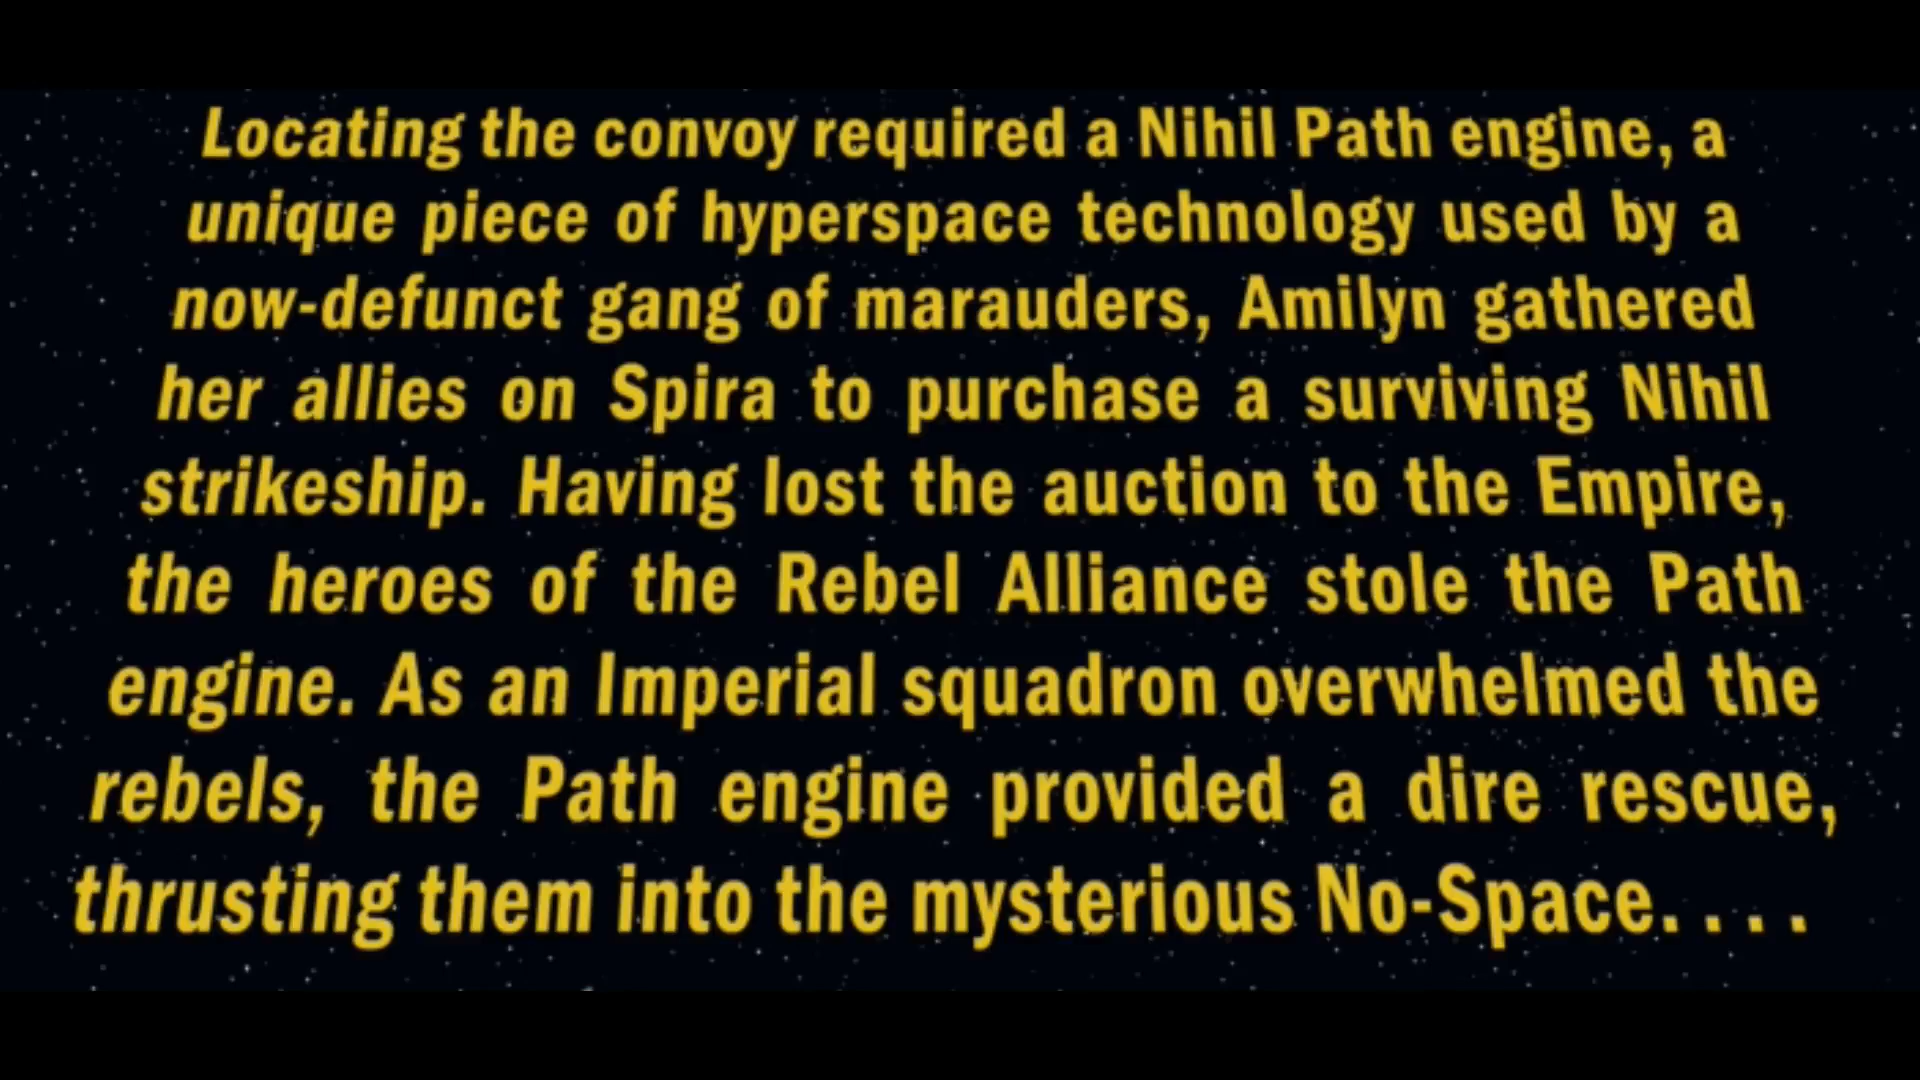 Locating the convoy required a Nihil Path engine, a
unique piece of hyperspace technology used by a
now-defunct gang of marauders, Amilyn gathered
her allies on Spira to purchase a surviving Nihil
strikeship. Having lost the auction to the Empire,
the heroes of the Rebel Alliance stole the Path
engine. As an Imperial squadron overwhelmed the
rebels, the Path engine provided a dire rescue,
thrusting them into the mysterious No-Space. . . .